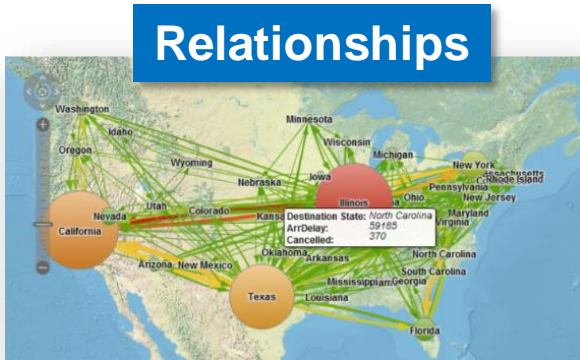 Relationships
Washington
Minnesota
Idaho
Oregon
Wisconsin
Michigan
New York
Wyoming
Iowa
Rhode Island
Pennsylvania
Nebraska
Ohio
New Jersey
Utah
Illinois
Nevada
Colorado
Maryland
Virginia
California
Destination State: North Carolina
ArrDelay: 59185
Cancelled: 370
Oklahoma
North Carolina
Arizona
New Mexico
Arkansas
South Carolina
Mississippi
Georgia
Texas
Louisiana
Florida